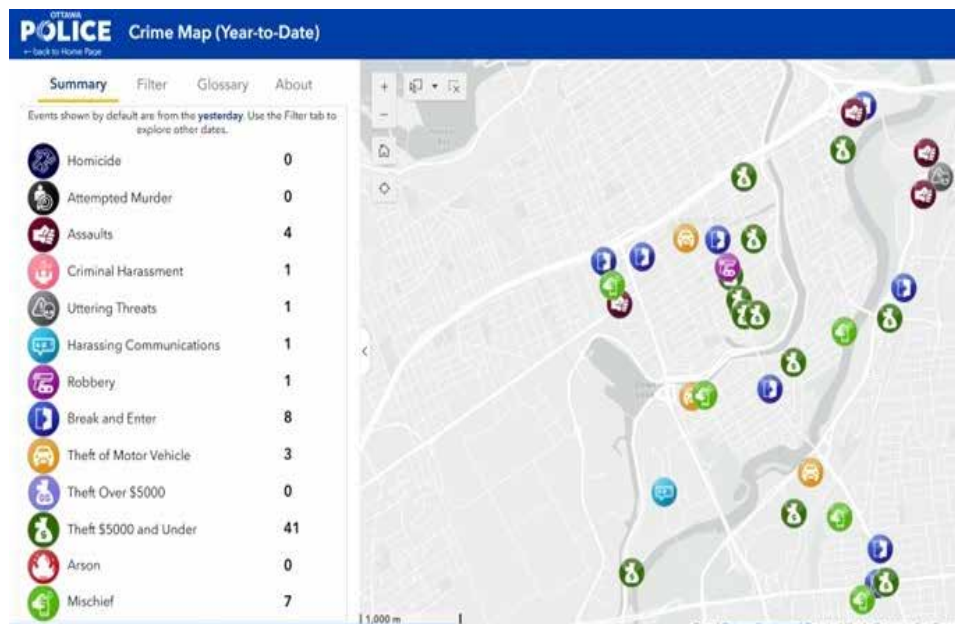 OTTAWA
POLICE
Crime Map (Year-to-Date)
← back to Home Page
Summary Filter Glossary About
Events shown by default are from the yesterday. Use the Filter tab to
explore other dates.
Homicide 0
Attempted Murder 0
Assaults 4
Criminal Harassment 1
Uttering Threats 1
Harassing Communications 1
Robbery 1
Break and Enter 8
Theft of Motor Vehicle 3
Theft Over $5000 0
Theft $5000 and Under 41
Arson 0
Mischief 7
1,000 m